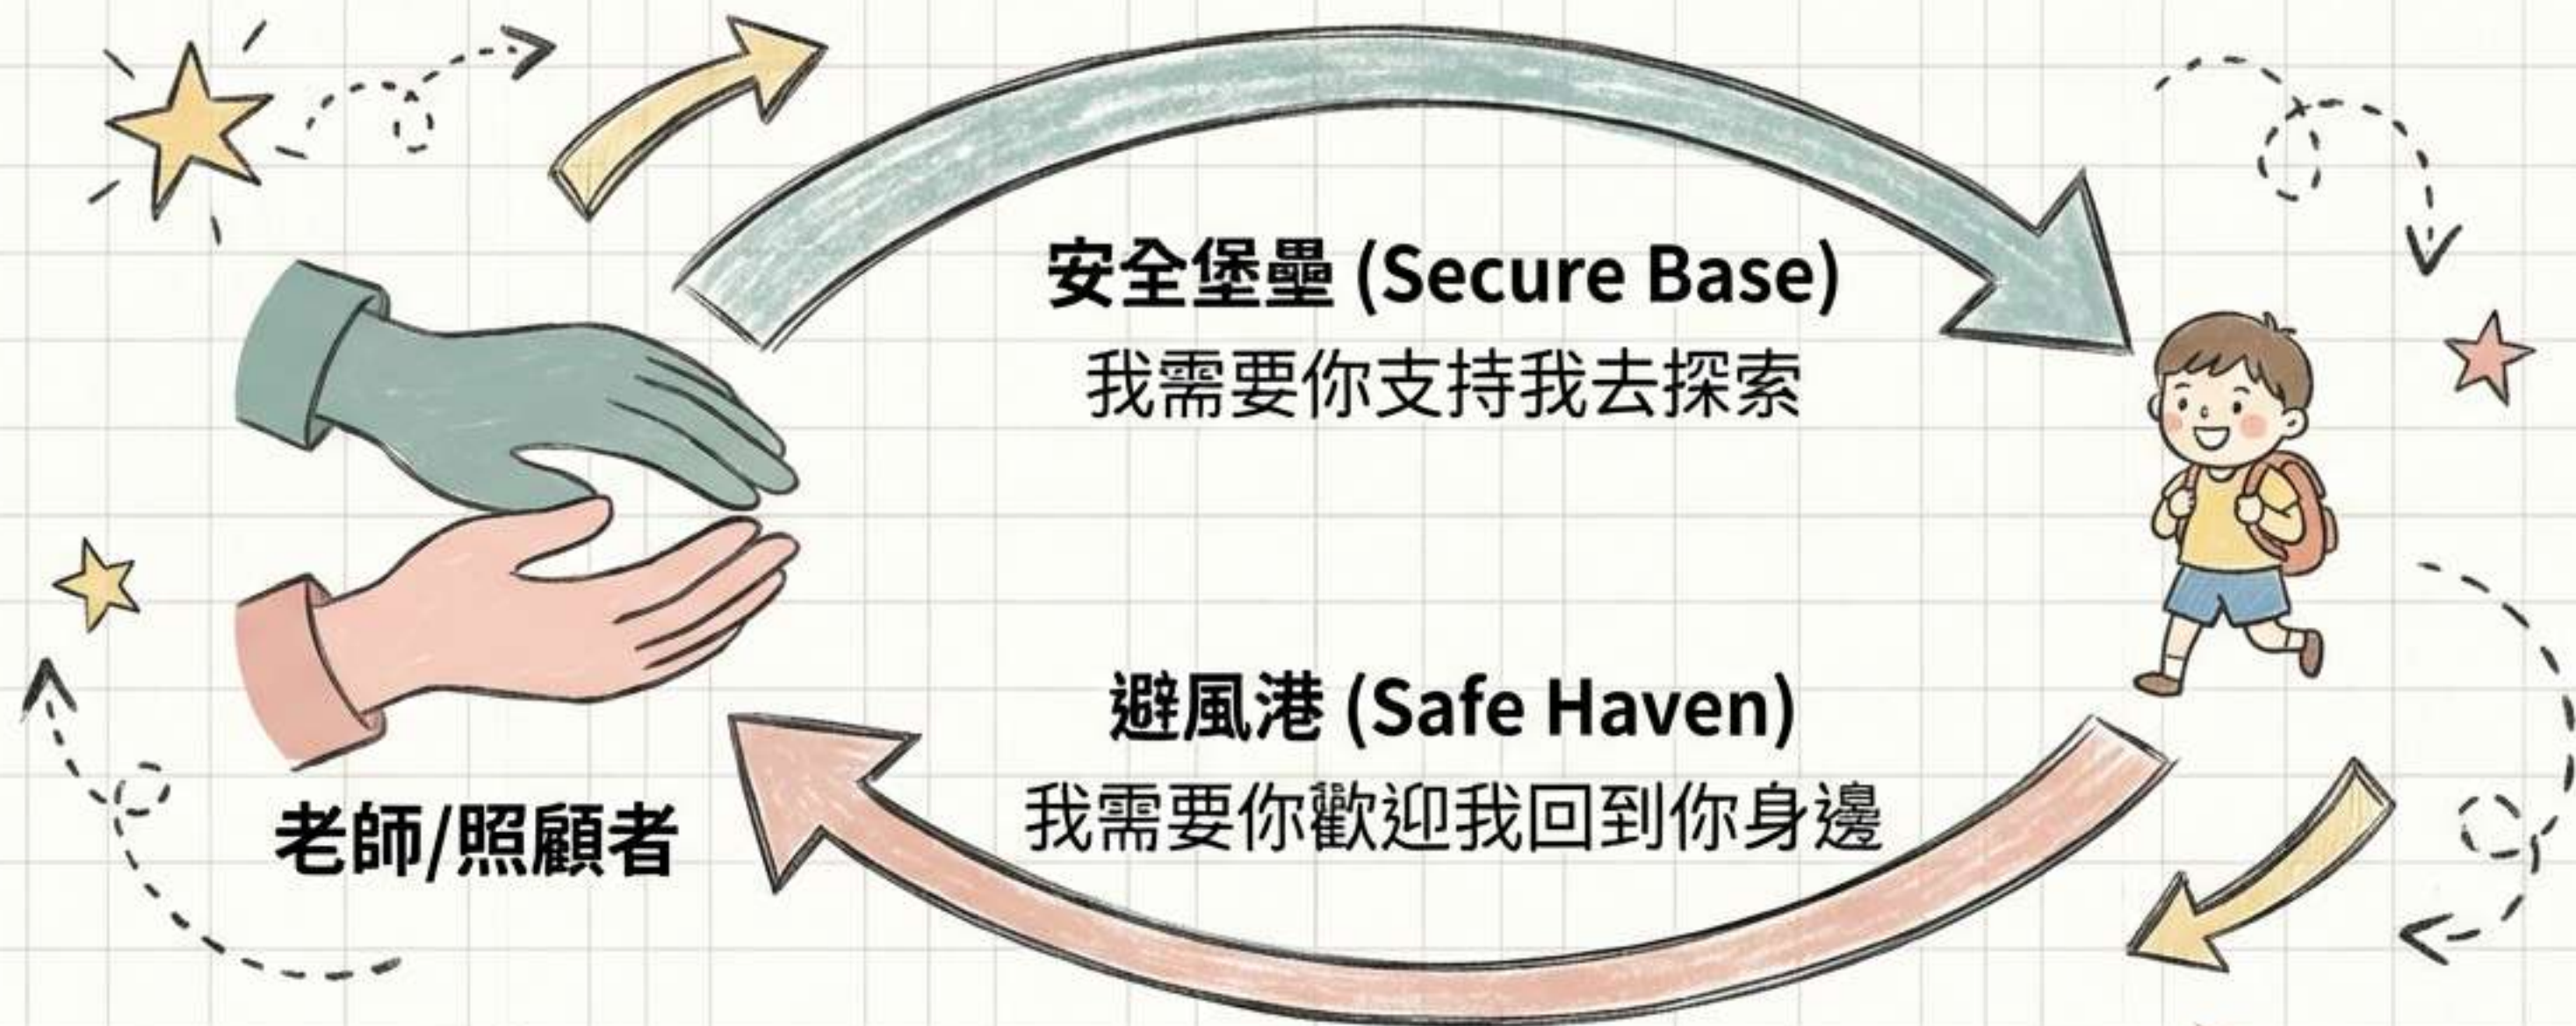 安全堡壘 (Secure Base)
我需要你支持我去探索
避風港 (Safe Haven)
我需要你歡迎我回到你身邊
老師/照顧者